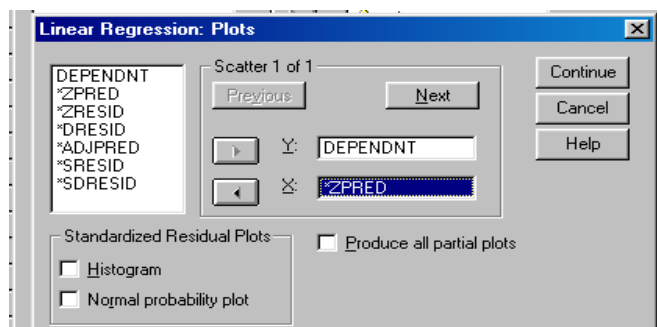 Linear Regression: Plots
DEPENDNT
*ZPRED
*ZRESID
*DRESID
*ADJPRED
*SRESID
*SDRESID
Scatter 1 of 1
Previous Next
Y: DEPENDNT
X: *ZPRED
Continue
Cancel
Help
Standardized Residual Plots
Histogram
Normal probability plot
Produce all partial plots